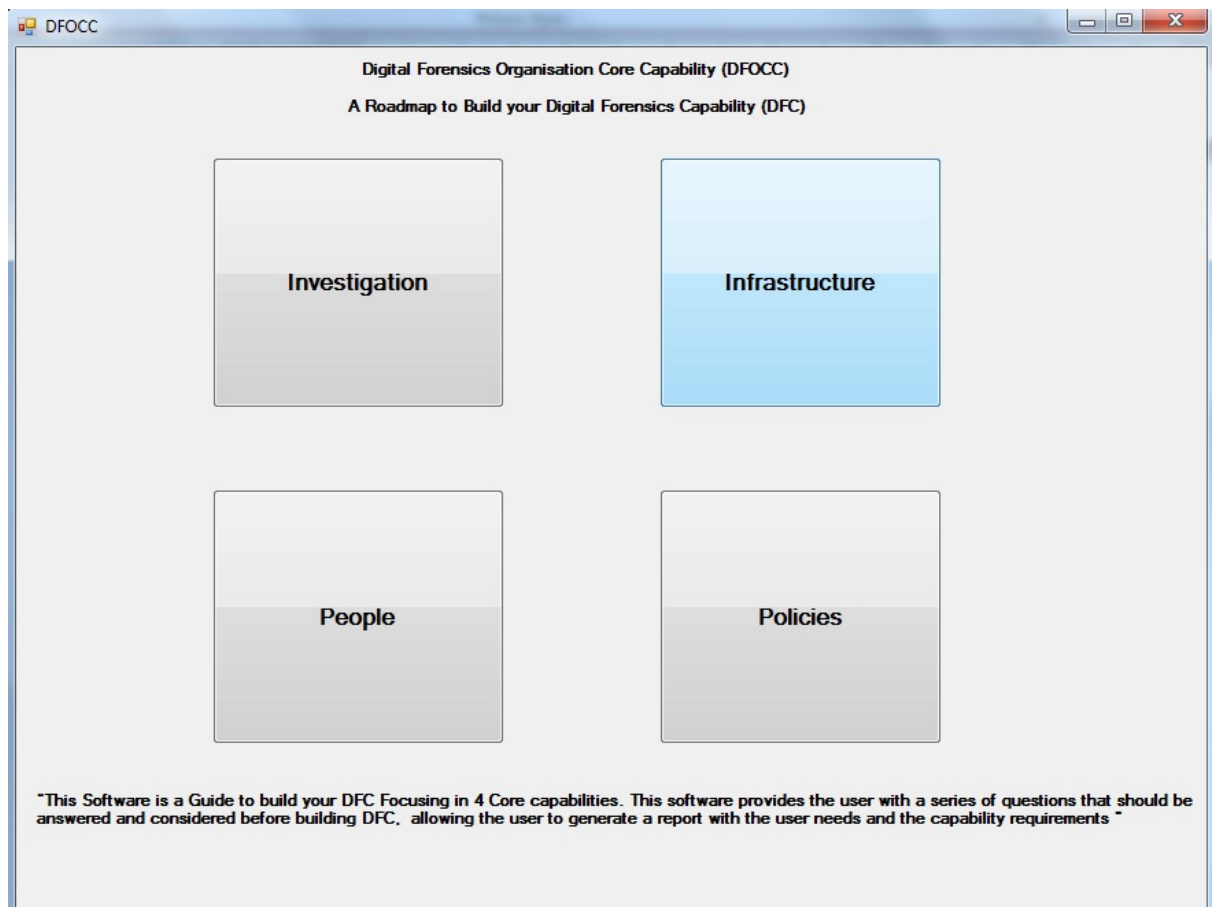 DFOCC
Digital Forensics Organisation Core Capability (DFOCC)
A Roadmap to Build your Digital Forensics Capability (DFC)
Investigation
Infrastructure
People
Policies
"This Software is a Guide to build your DFC Focusing in 4 Core capabilities. This software provides the user with a series of questions that should be
answered and considered before building DFC, allowing the user to generate a report with the user needs and the capability requirements "